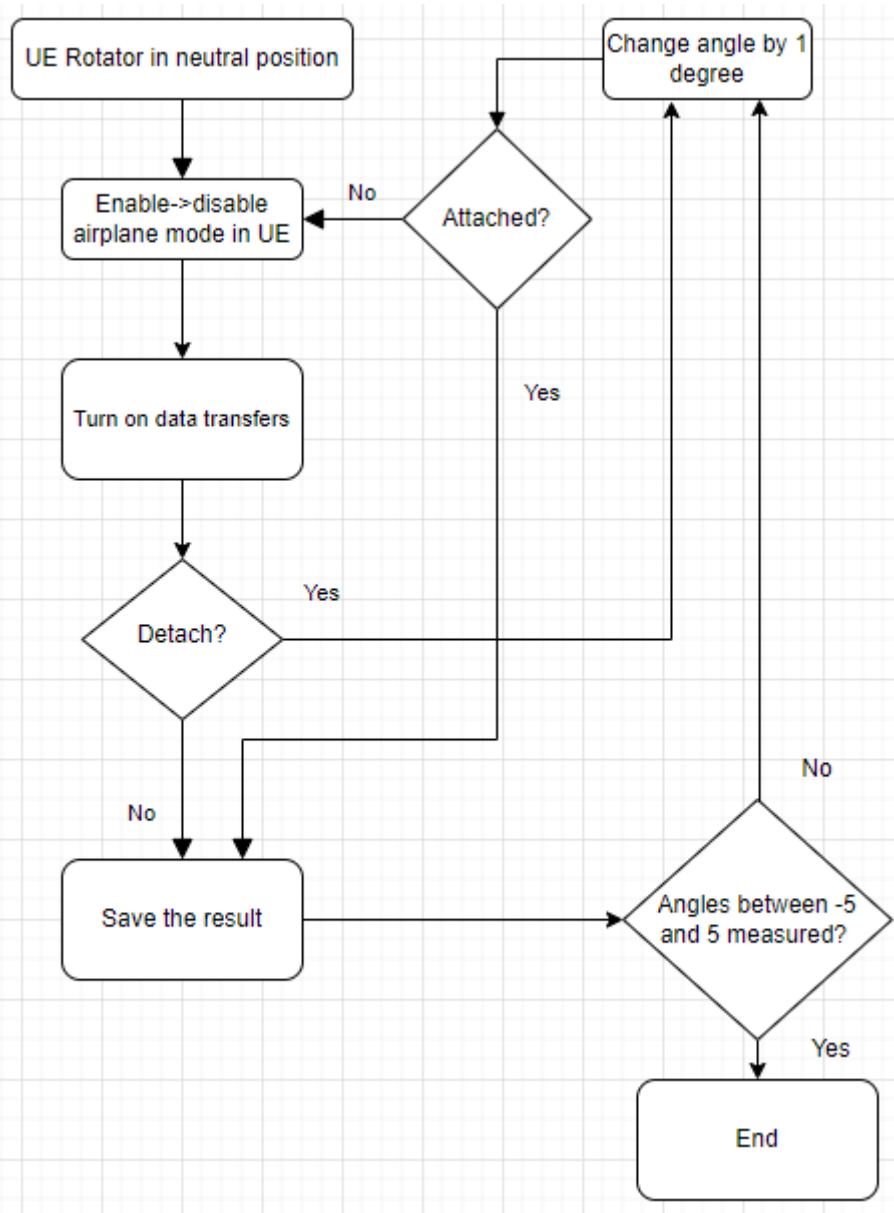 UE Rotator in neutral position
Change angle by 1
degree
Enable->disable
airplane mode in UE
No
Attached?
Yes
Turn on data transfers
Detach?
Yes
No
Save the result
Angles between -5
and 5 measured?
No
Yes
End